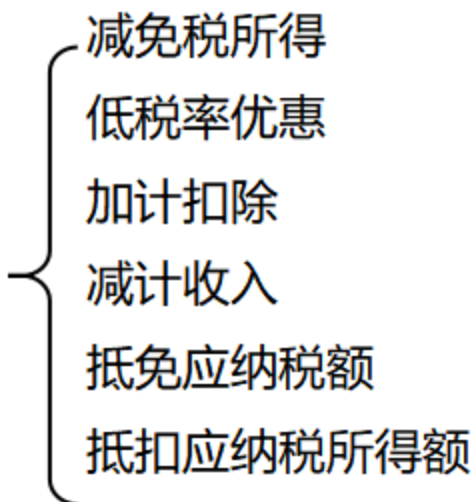 减免税所得
低税率优惠
加计扣除
减计收入
抵免应纳税额
抵扣应纳税所得额